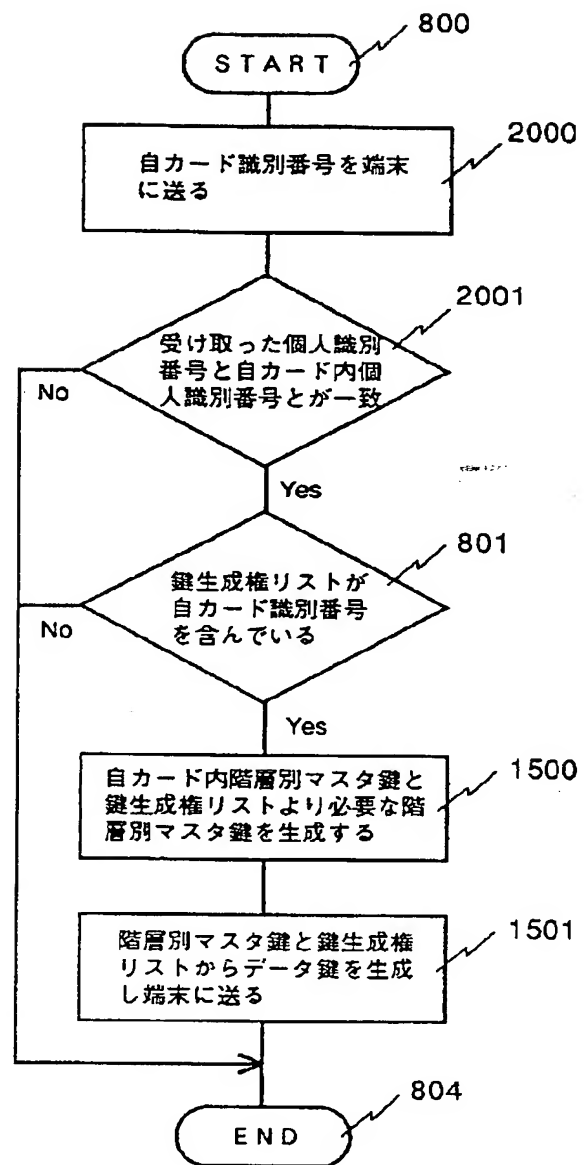 800
START
2000
自カード識別番号を端末
に送る
2001
受け取った個人識別
番号と自カード内個
人識別番号とが一致
No
Yes
801
鍵生成権リストが
自カード識別番号
を含んでいる
No
Yes
1500
自カード内階層別マスタ鍵と
鍵生成権リストより必要な階
層別マスタ鍵を生成する
1501
階層別マスタ鍵と鍵生成権
リストからデータ鍵を生成
し端末に送る
804
END